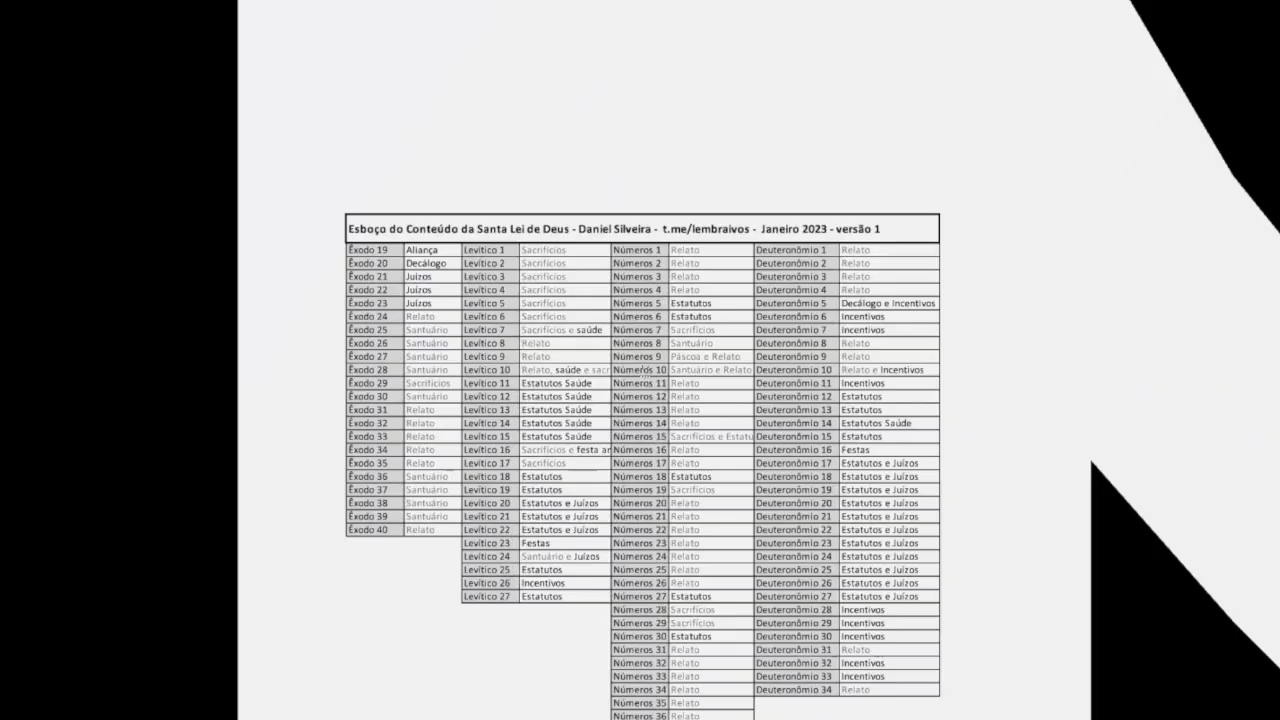 Esboço do Conteúdo da Santa Lei de Deus - Daniel Silveira - t.me/lembraivos - Janeiro 2023 - versão 1
Êxodo 19 Aliança Levítico 1 Sacrifícios Números 1 Relato Deuteronômio 1 Relato
Êxodo 20 Decálogo Levítico 2 Sacrifícios Números 2 Relato Deuteronômio 2 Relato
Êxodo 21 Juízos Levítico 3 Sacrifícios Números 3 Relato Deuteronômio 3 Relato
Êxodo 22 Juízos Levítico 4 Sacrifícios Números 4 Relato Deuteronômio 4 Relato
Êxodo 23 Juízos Levítico 5 Sacrifícios Números 5 Estatutos Deuteronômio 5 Decálogo e Incentivos
Êxodo 24 Relato Levítico 6 Sacrifícios Números 6 Estatutos Deuteronômio 6 Incentivos
Êxodo 25 Santuário Levítico 7 Sacrifícios e saúde Números 7 Sacrifícios Deuteronômio 7 Incentivos
Êxodo 26 Santuário Levítico 8 Relato Números 8 Santuário Deuteronômio 8 Relato
Êxodo 27 Santuário Levítico 9 Relato Números 9 Páscoa e Relato Deuteronômio 9 Relato
Êxodo 28 Santuário Levítico 10 Relato, saúde e sacr Números 10 Santuário e Relato Deuteronômio 10 Relato e Incentivos
Êxodo 29 Sacrifícios Levítico 11 Estatutos Saúde Números 11 Relato Deuteronômio 11 Incentivos
Êxodo 30 Santuário Levítico 12 Estatutos Saúde Números 12 Relato Deuteronômio 12 Estatutos
Êxodo 31 Relato Levítico 13 Estatutos Saúde Números 13 Relato Deuteronômio 13 Estatutos
Êxodo 32 Relato Levítico 14 Estatutos Saúde Números 14 Relato Deuteronômio 14 Estatutos Saúde
Êxodo 33 Relato Levítico 15 Estatutos Saúde Números 15 Sacrifícios e Estatu Deuteronômio 15 Estatutos
Êxodo 34 Relato Levítico 16 Sacrifícios e festa ar Números 16 Relato Deuteronômio 16 Festas
Êxodo 35 Relato Levítico 17 Sacrifícios Números 17 Relato Deuteronômio 17 Estatutos e Juízos
Êxodo 36 Santuário Levítico 18 Estatutos Números 18 Estatutos Deuteronômio 18 Estatutos e Juízos
Êxodo 37 Santuário Levítico 19 Estatutos Números 19 Sacrifícios Deuteronômio 19 Estatutos e Juízos
Êxodo 38 Santuário Levítico 20 Estatutos e Juízos Números 20 Relato Deuteronômio 20 Estatutos e Juízos
Êxodo 39 Santuário Levítico 21 Estatutos e Juízos Números 21 Relato Deuteronômio 21 Estatutos e Juízos
Êxodo 40 Relato Levítico 22 Estatutos e Juízos Números 22 Relato Deuteronômio 22 Estatutos e Juízos
Levítico 23 Festas Números 23 Relato Deuteronômio 23 Estatutos e Juízos
Levítico 24 Santuário e Juízos Números 24 Relato Deuteronômio 24 Estatutos e Juízos
Levítico 25 Estatutos Números 25 Relato Deuteronômio 25 Estatutos e Juízos
Levítico 26 Incentivos Números 26 Relato Deuteronômio 26 Estatutos e Juízos
Levítico 27 Estatutos Números 27 Estatutos Deuteronômio 27 Estatutos e Juízos
Números 28 Sacrifícios Deuteronômio 28 Incentivos
Números 29 Sacrifícios Deuteronômio 29 Incentivos
Números 30 Estatutos Deuteronômio 30 Incentivos
Números 31 Relato Deuteronômio 31 Relato
Números 32 Relato Deuteronômio 32 Incentivos
Números 33 Relato Deuteronômio 33 Incentivos
Números 34 Relato Deuteronômio 34 Relato
Números 35 Relato
Números 36 Relato